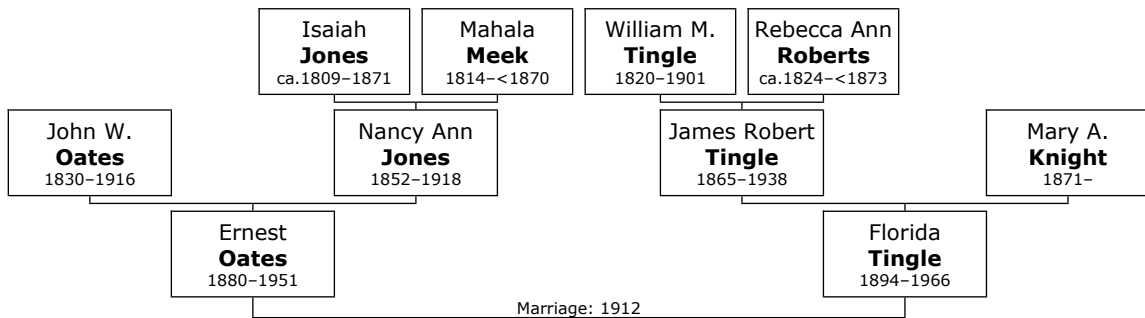 Isaiah
Jones
ca.1809–1871
Mahala
Meek
1814–<1870
William M.
Tingle
1820–1901
Rebecca Ann
Roberts
ca.1824–<1873
John W.
Oates
1830–1916
Nancy Ann
Jones
1852–1918
James Robert
Tingle
1865–1938
Mary A.
Knight
1871–
Ernest
Oates
1880–1951
Florida
Tingle
1894–1966
Marriage: 1912